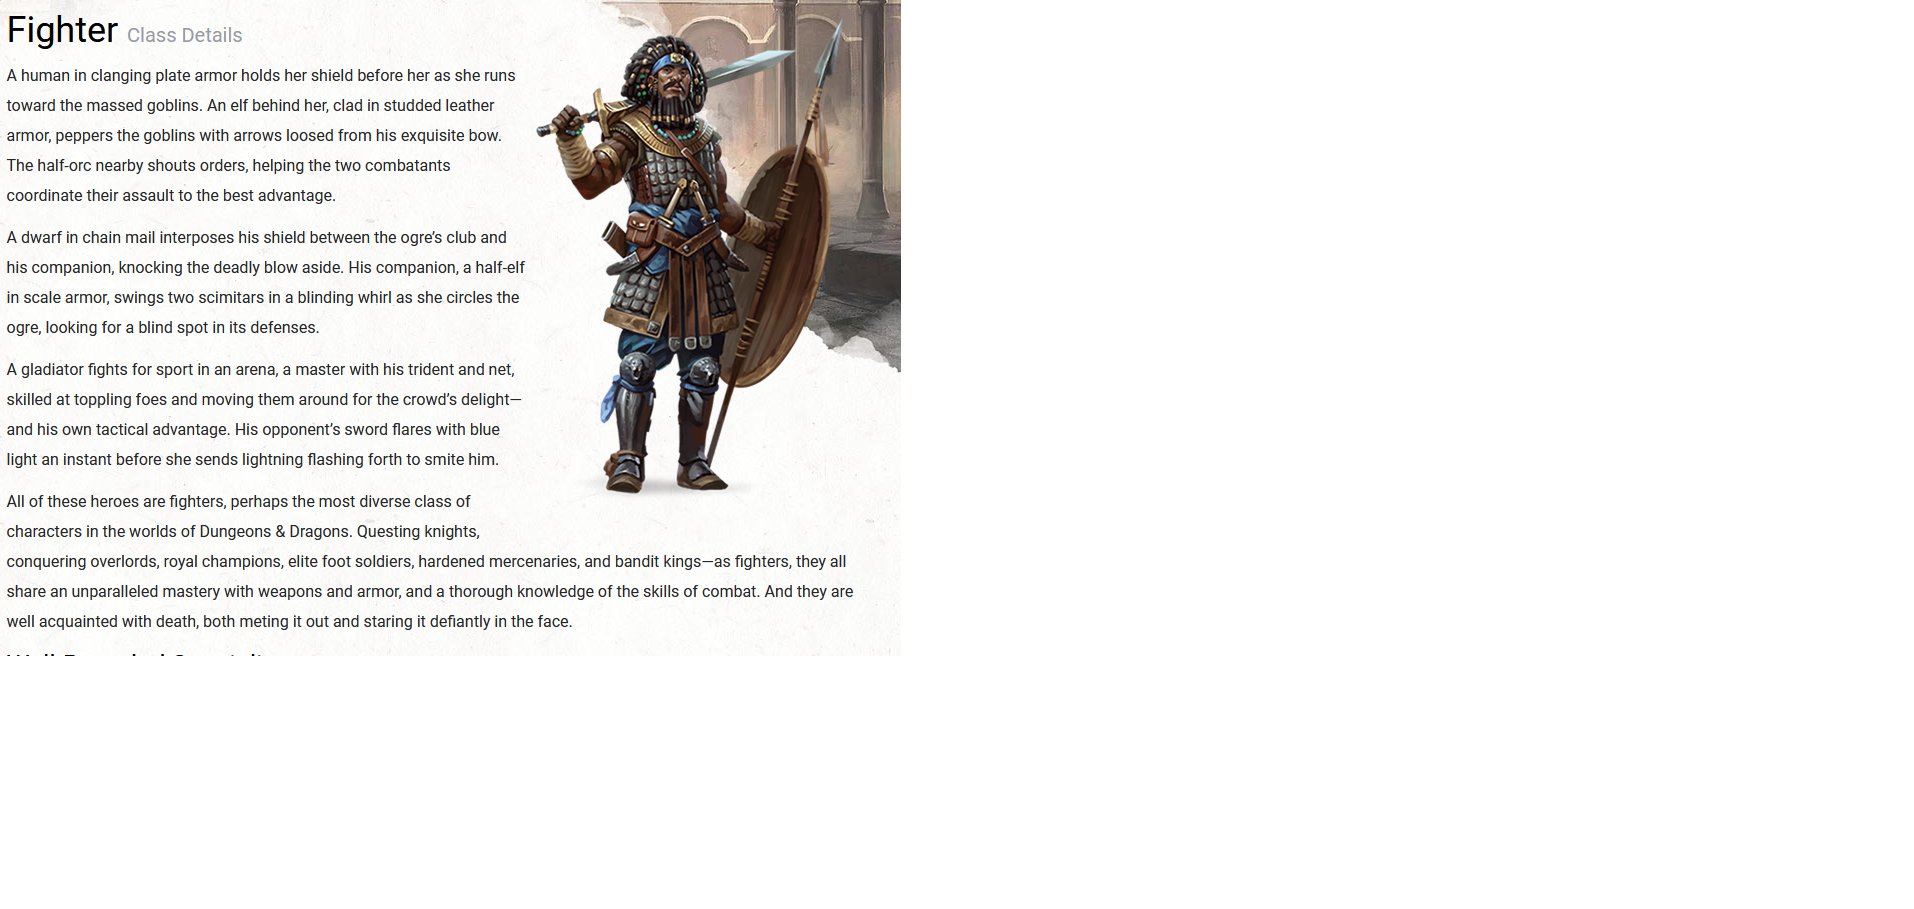 Fighter Class Details
A human in clanging plate armor holds her shield before her as she runs
toward the massed goblins. An elf behind her, clad in studded leather
armor, peppers the goblins with arrows loosed from his exquisite bow.
The half-orc nearby shouts orders, helping the two combatants
coordinate their assault to the best advantage.
A dwarf in chain mail interposes his shield between the ogre’s club and
his companion, knocking the deadly blow aside. His companion, a half-elf
in scale armor, swings two scimitars in a blinding whirl as she circles the
ogre, looking for a blind spot in its defenses.
A gladiator fights for sport in an arena, a master with his trident and net,
skilled at toppling foes and moving them around for the crowd’s delight—
and his own tactical advantage. His opponent’s sword flares with blue
light an instant before she sends lightning flashing forth to smite him.
All of these heroes are fighters, perhaps the most diverse class of
characters in the worlds of Dungeons & Dragons. Questing knights,
conquering overlords, royal champions, elite foot soldiers, hardened mercenaries, and bandit kings—as fighters, they all
share an unparalleled mastery with weapons and armor, and a thorough knowledge of the skills of combat. And they are
well acquainted with death, both meting it out and staring it defiantly in the face.